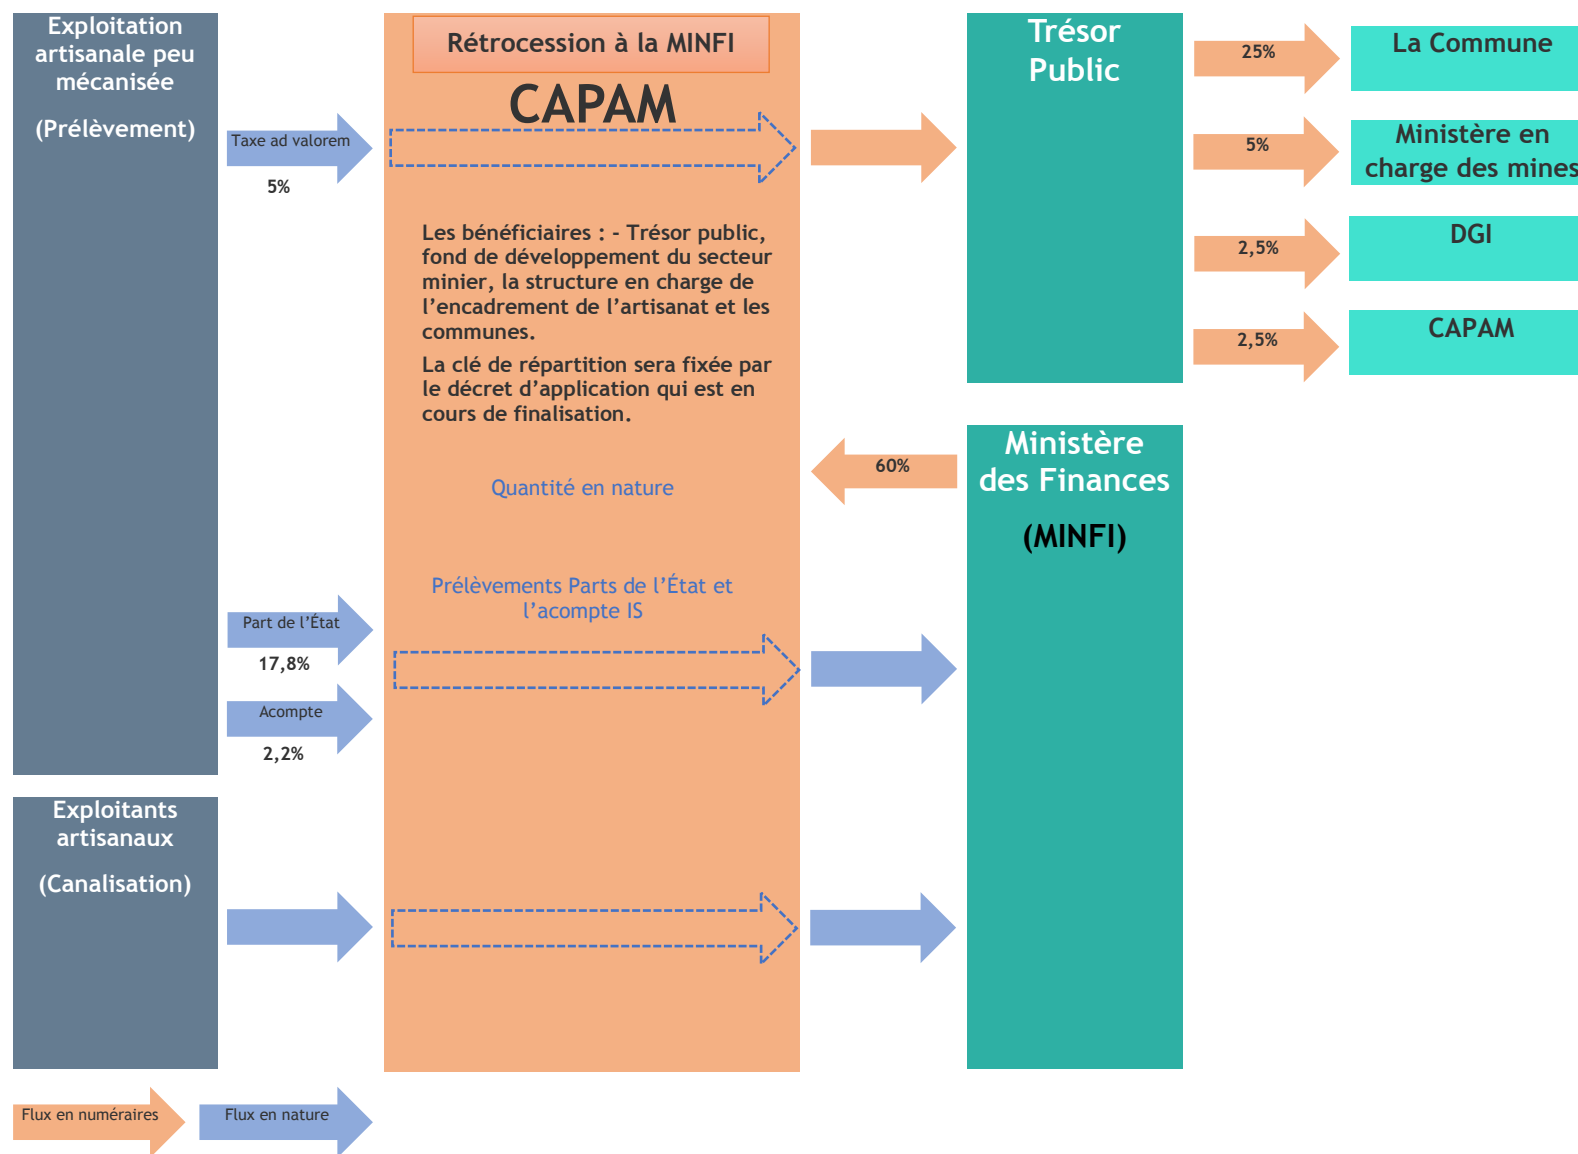 Exploitation
artisanale peu
mécanisée
(Prélèvement)
Taxe ad valorem
5%
Rétrocession à la MINFI
CAPAM
Les bénéficiaires : - Trésor public,
fond de développement du secteur
minier, la structure en charge de
l’encadrement de l’artisanat et les
communes.
La clé de répartition sera fixée par
le décret d’application qui est en
cours de finalisation.
Quantité en nature
Prélèvements Parts de l’État et
l’acompte IS
Part de l’État
17,8%
Acompte
2,2%
Trésor
Public
25%
La Commune
5%
Ministère en
charge des mines
2,5%
DGI
2,5%
CAPAM
60%
Ministère
des Finances
(MINFI)
Exploitants
artisanaux
(Canalisation)
Flux en numéraires
Flux en nature